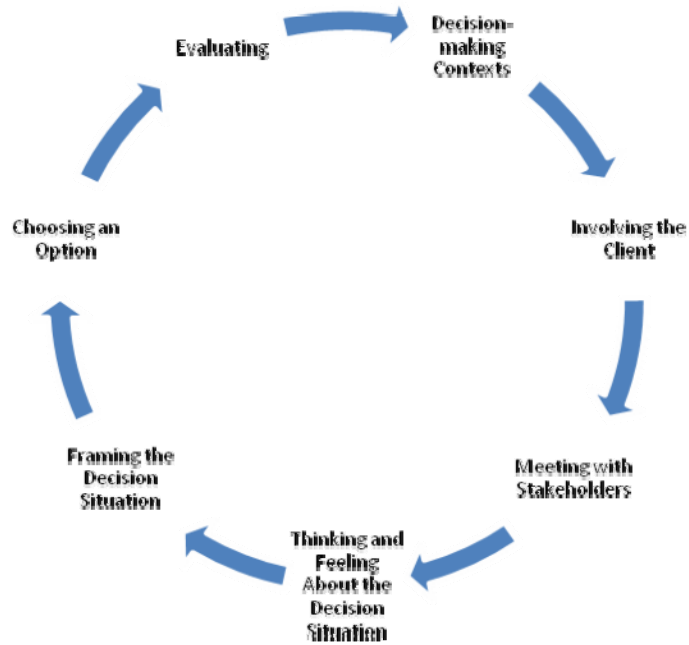 Evaluating
Decision-
making
Contexts
Involving the
Client
Meeting with
Stakeholders
Thinking and
Feeling
About the
Decision
Situation
Framing the
Decision
Situation
Choosing an
Option